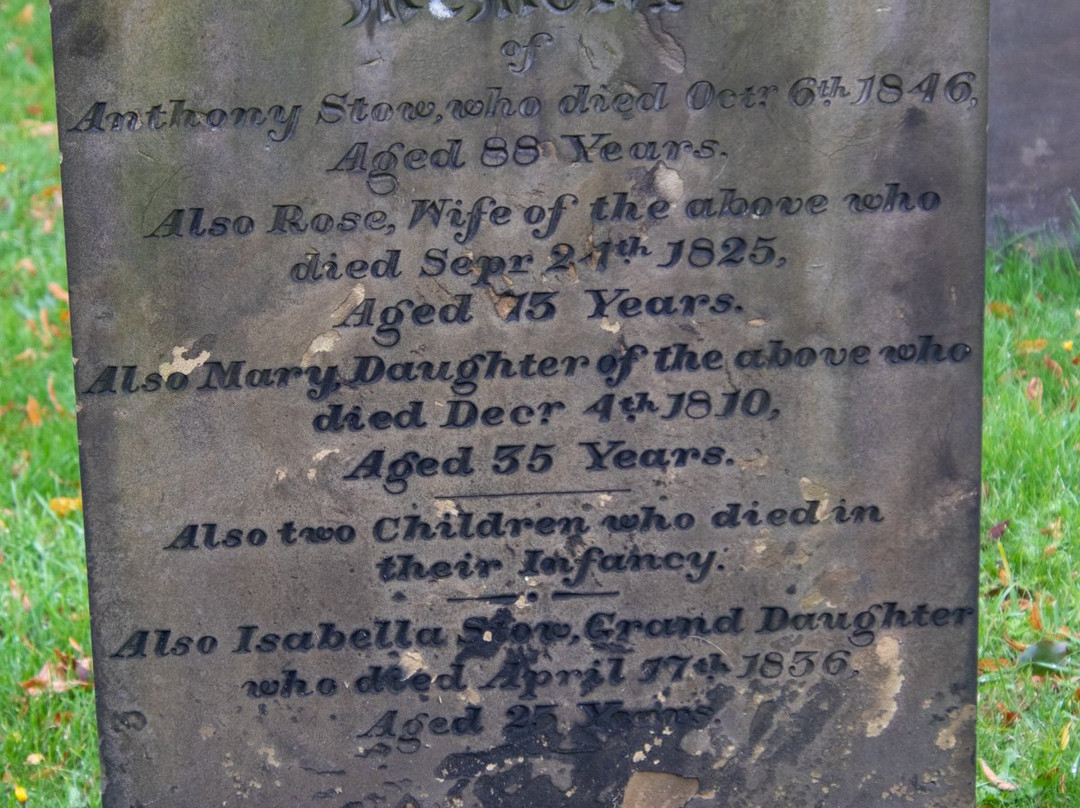 of
Anthony Stow, who died Octr 6th 1846,
Aged 88 Years.
Also Rose, Wife of the above who
died Sepr 24th 1825,
Aged 73 Years.
Also Mary, Daughter of the above who
died Decr 4th 1810,
Aged 35 Years.
Also two Children who died in
their Infancy.
Also Isabella Stow, Grand Daughter
who died April 17th 1836.
Aged 25 Years.